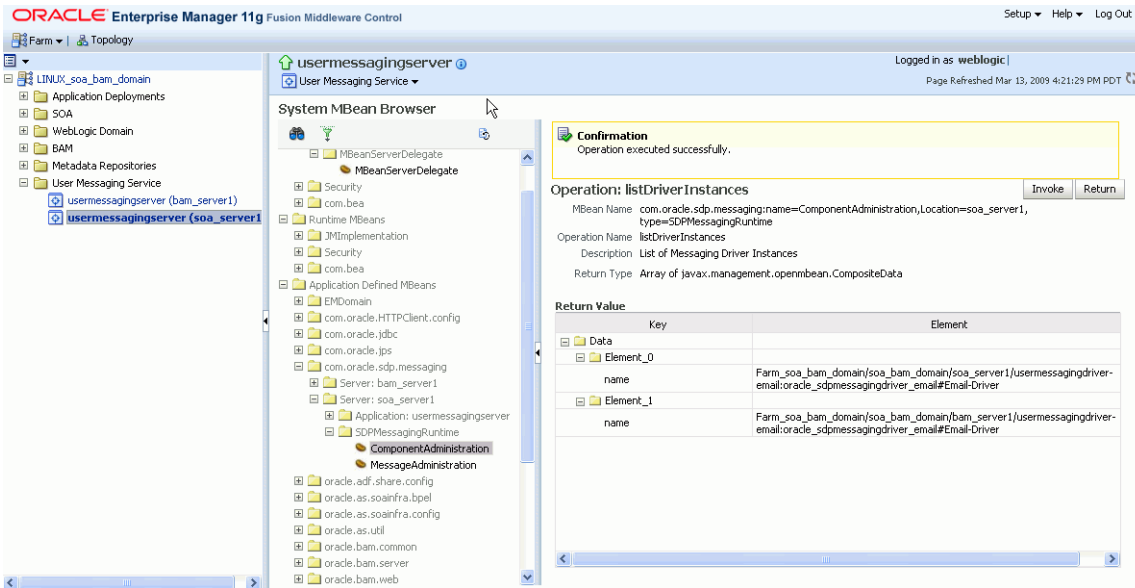 ORACLE Enterprise Manager 11g Fusion Middleware Control
Setup Help Log Out
Farm | Topology
LINUX_soa_bam_domain
Application Deployments
SOA
WebLogic Domain
BAM
Metadata Repositories
User Messaging Service
usermessagingserver (bam_server1)
usermessagingserver (soa_server1
usermessagingserver
Logged in as weblogic|
User Messaging Service
Page Refreshed Mar 13, 2009 4:21:29 PM PDT
System MBean Browser
MBeanServerDelegate
MBeanServerDelegate
Security
com.bea
Runtime MBeans
JMImplementation
Security
com.bea
Application Defined MBeans
EMDomain
com.oracle.HTTPClient.config
com.oracle.jdbc
com.oracle.jps
com.oracle.sdp.messaging
Server: bam_server1
Server: soa_server1
Application: usermessagingserver
SDPMessagingRuntime
ComponentAdministration
MessageAdministration
oracle.adf.share.config
oracle.as.soainfra.bpel
oracle.as.soainfra.config
oracle.as.util
oracle.bam.common
oracle.bam.server
oracle.bam.web
Confirmation
Operation executed successfully.
Operation: listDriverInstances
Invoke Return
MBean Name com.oracle.sdp.messaging:name=ComponentAdministration,Location=soa_server1,
type=SDPMessagingRuntime
Operation Name listDriverInstances
Description List of Messaging Driver Instances
Return Type Array of javax.management.openmbean.CompositeData
Return Value
Key Element
Data
Element_0
name Farm_soa_bam_domain/soa_bam_domain/soa_server1/usermessagingdriver-
email:oracle_sdpmessagingdriver_email#Email-Driver
Element_1
name Farm_soa_bam_domain/soa_bam_domain/bam_server1/usermessagingdriver-
email:oracle_sdpmessagingdriver_email#Email-Driver